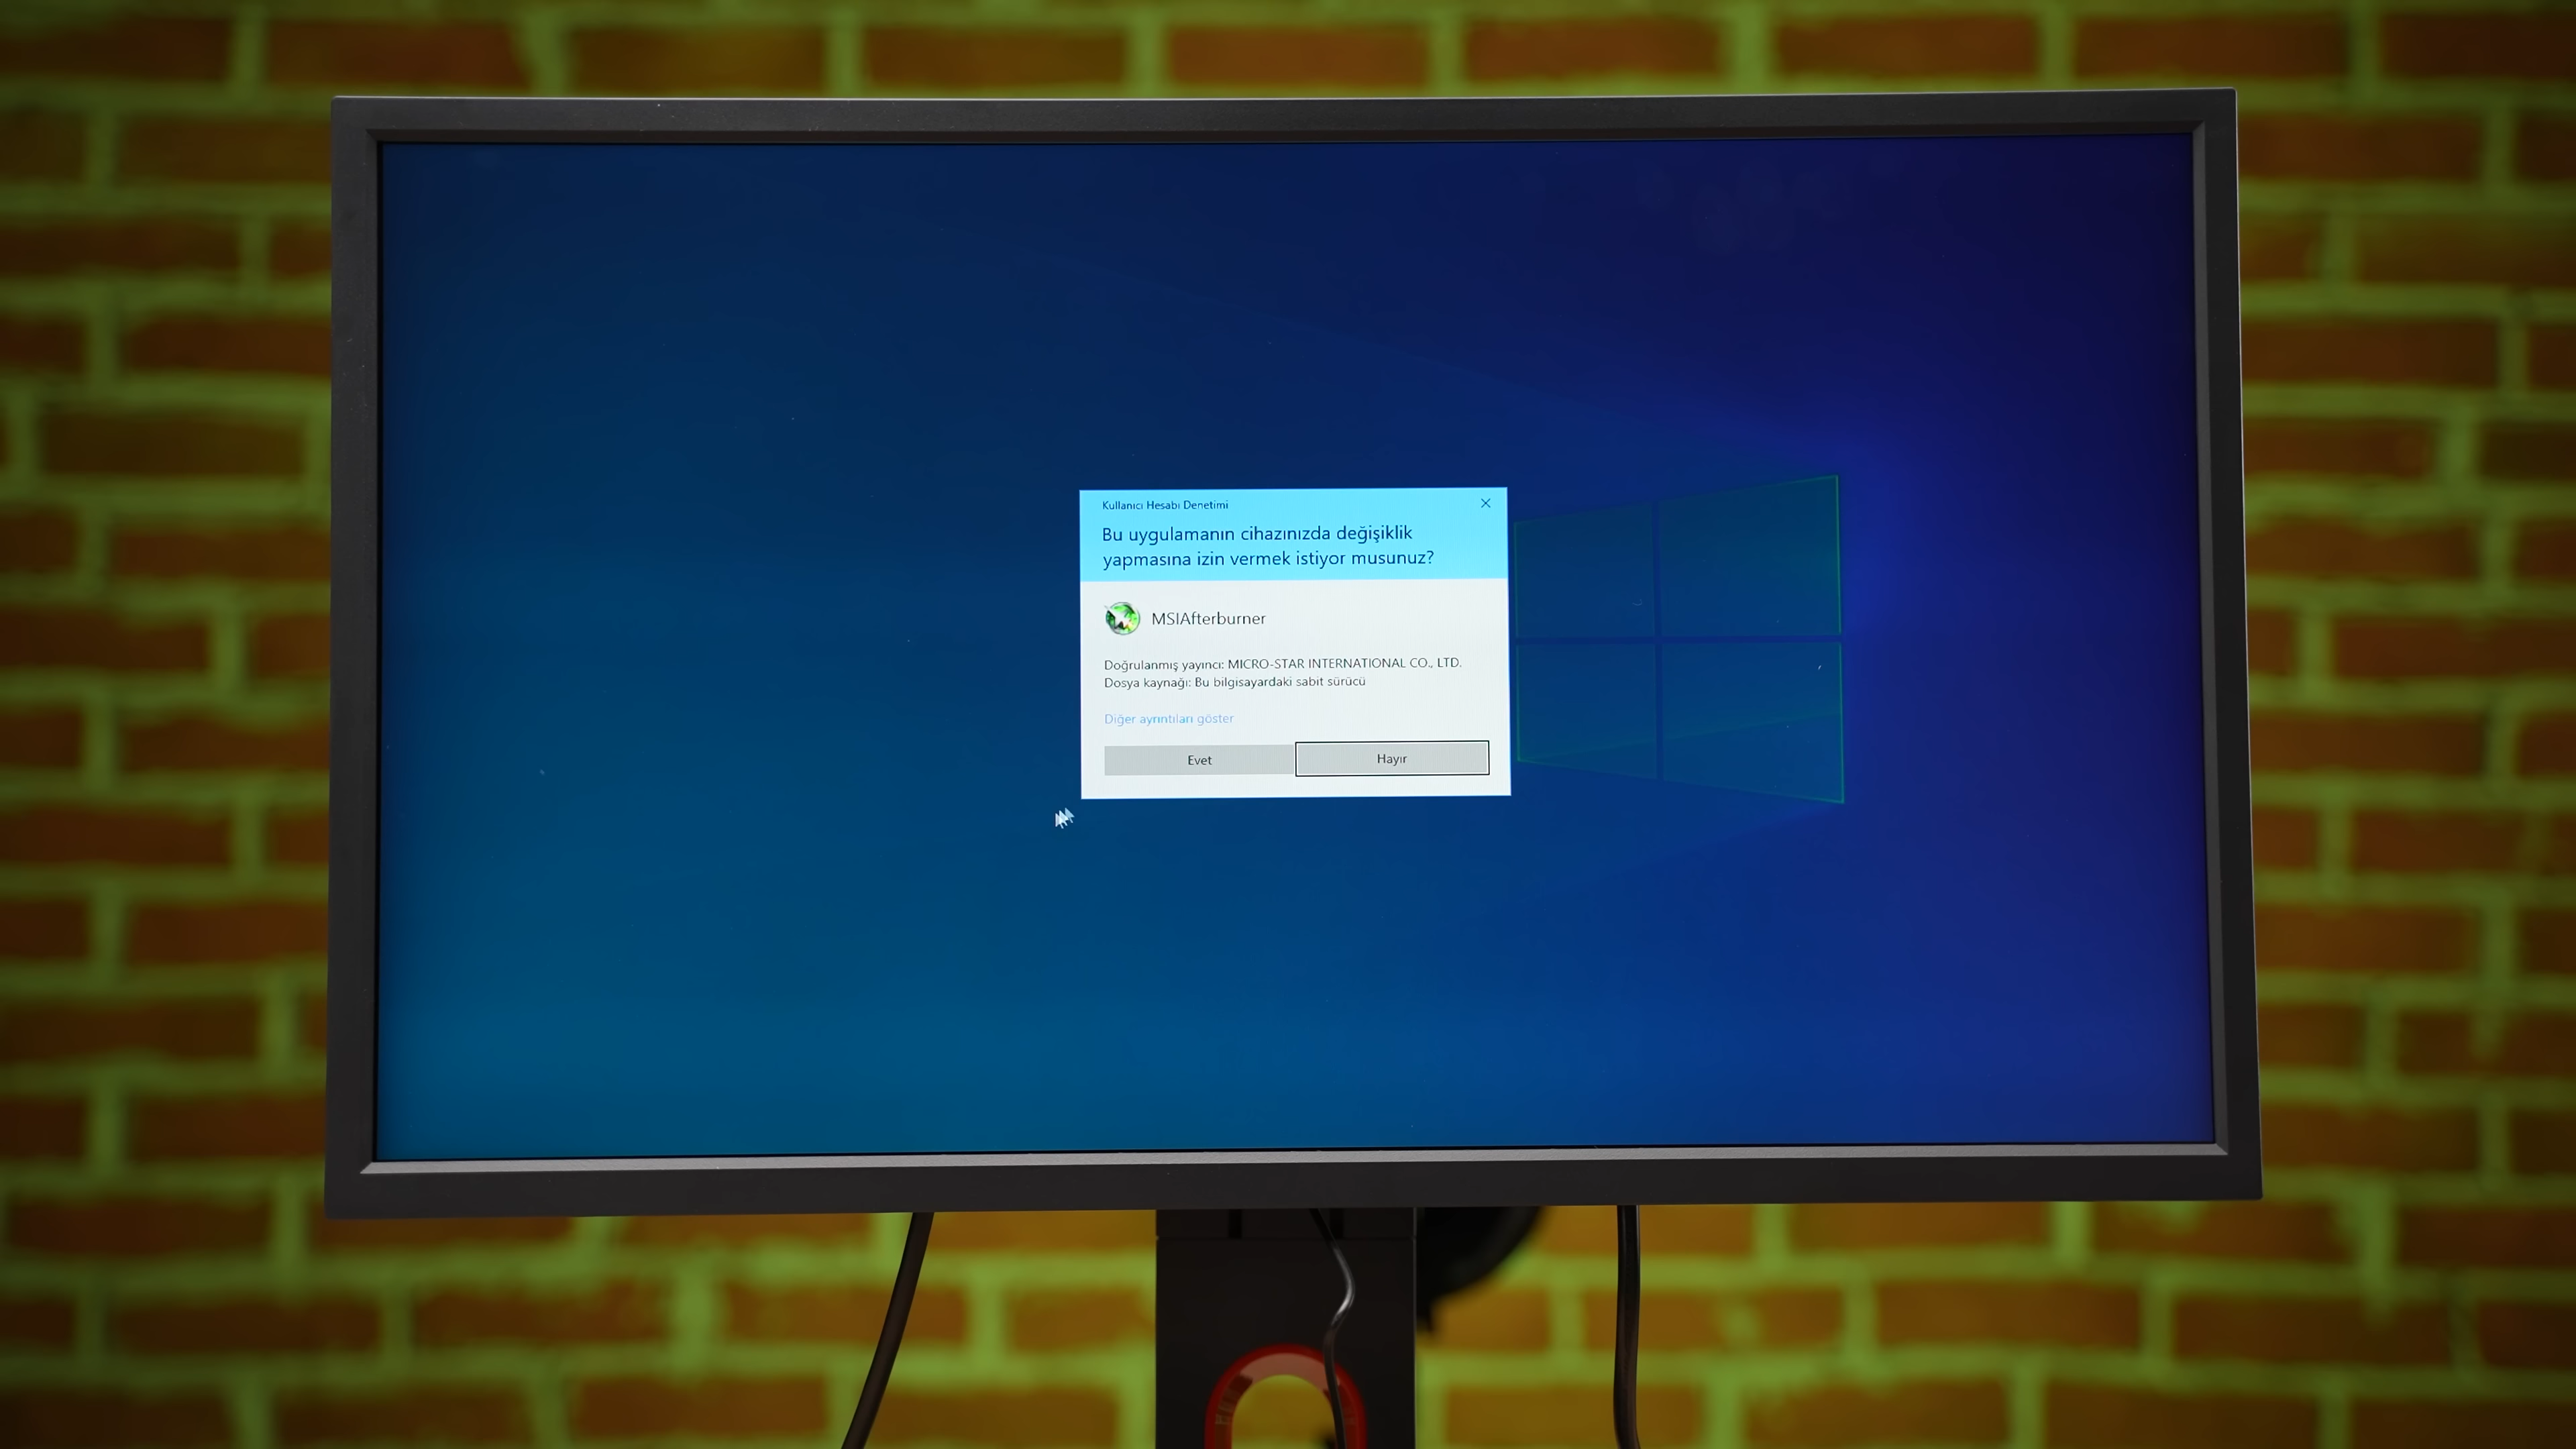 Kullanıcı Hesabı Denetimi
Bu uygulamanın cihazınızda değişiklik
yapmasına izin vermek istiyor musunuz?
MSIAfterburner
Doğrulanmış yayıncı: MICRO-STAR INTERNATIONAL CO., LTD.
Dosya kaynağı: Bu bilgisayardaki sabit sürücü
Diğer ayrıntıları göster
Evet
Hayır